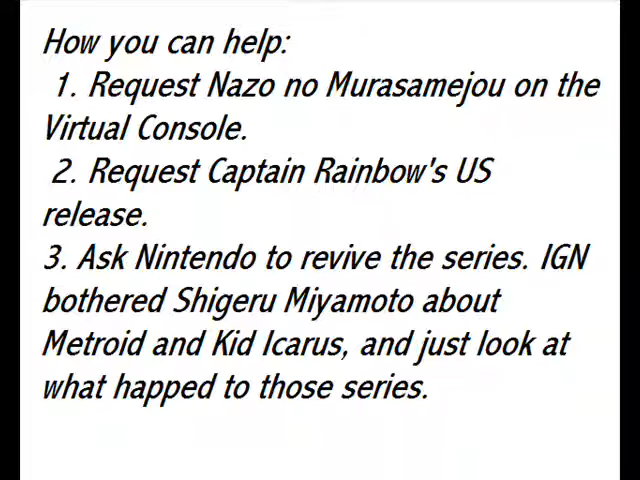 How you can help:
1. Request Nazo no Murasamejou on the
Virtual Console.
2. Request Captain Rainbow's US
release.
3. Ask Nintendo to revive the series. IGN
bothered Shigeru Miyamoto about
Metroid and Kid Icarus, and just look at
what happed to those series.